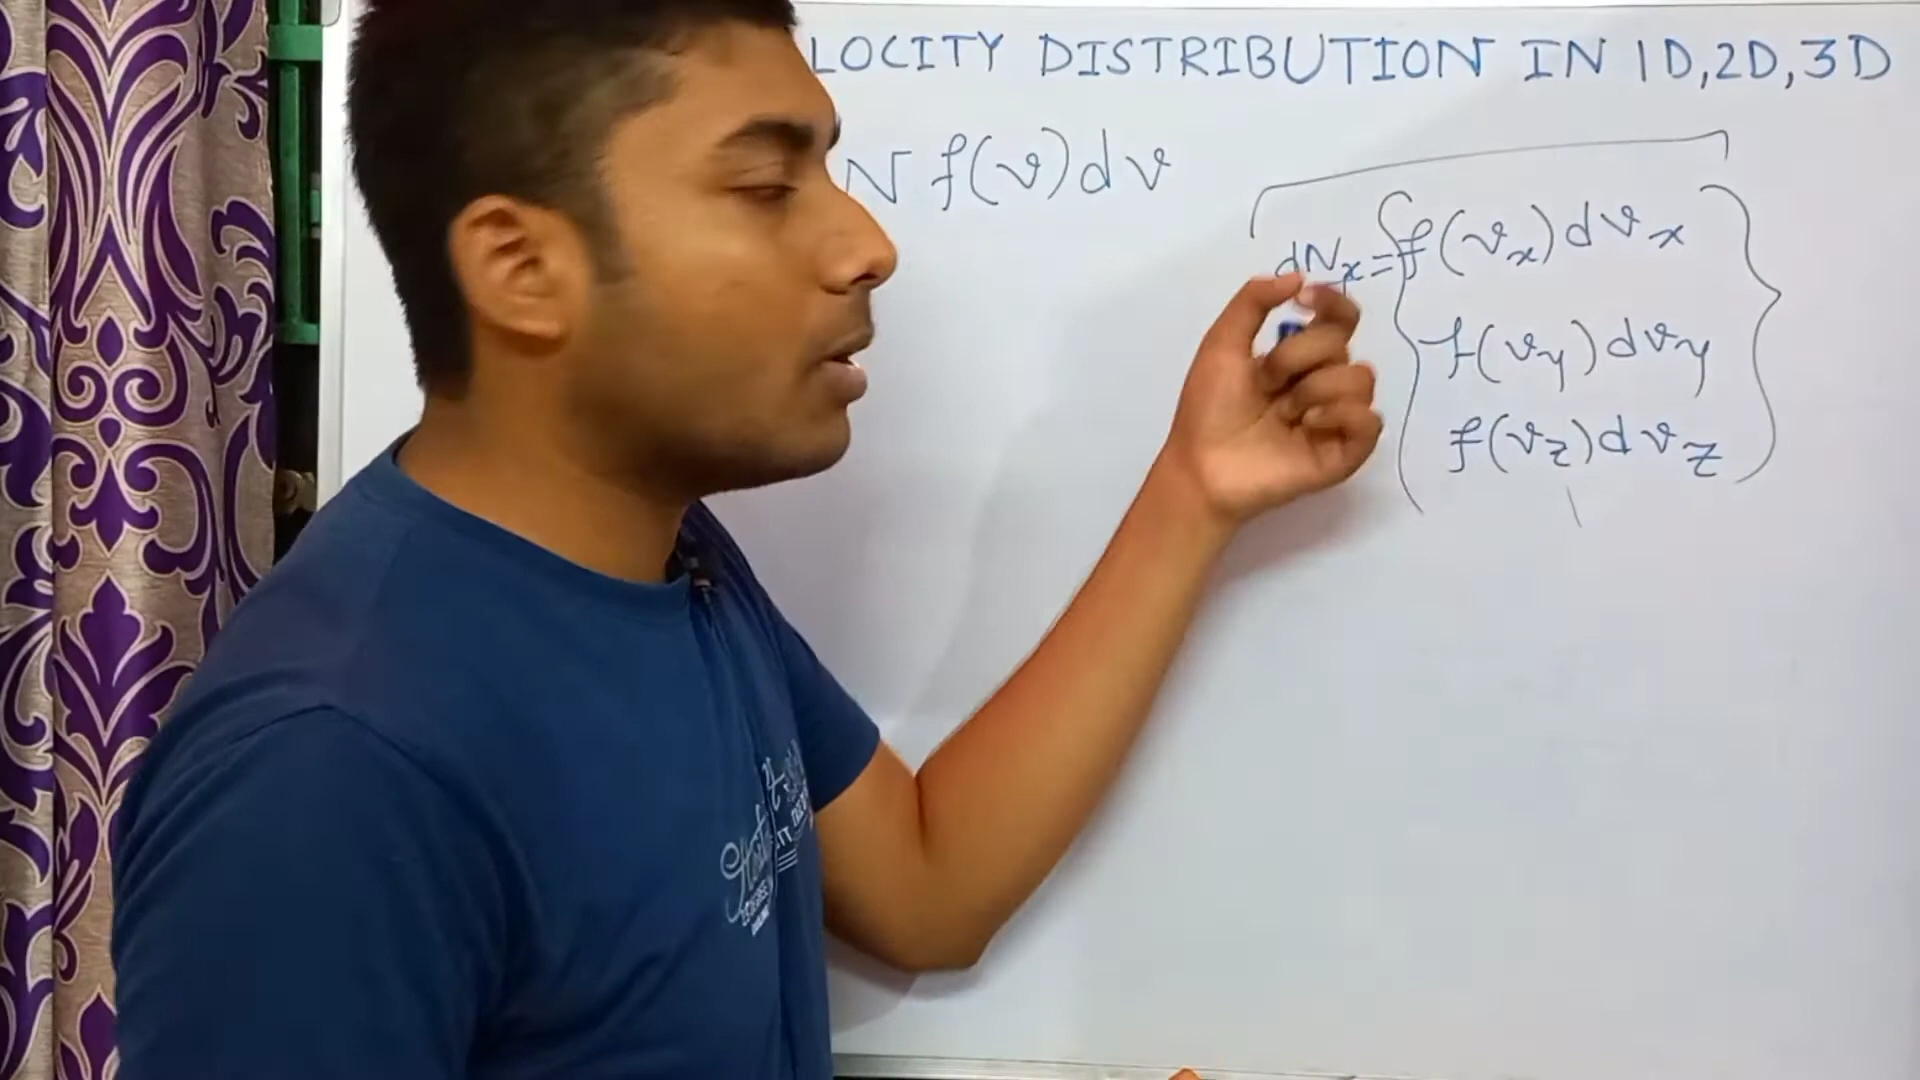 LOCITY DISTRIBUTION IN 1D,2D,3D
N f(v)dv
dNx = f(vx)dvx
f(vy)dvy
f(vz)dvz